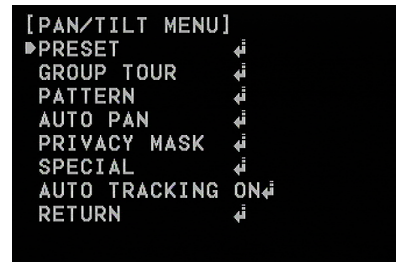 [PAN/TILT MENU]
PRESET
GROUP TOUR
PATTERN
AUTO PAN
PRIVACY MASK
SPECIAL
AUTO TRACKING ON
RETURN